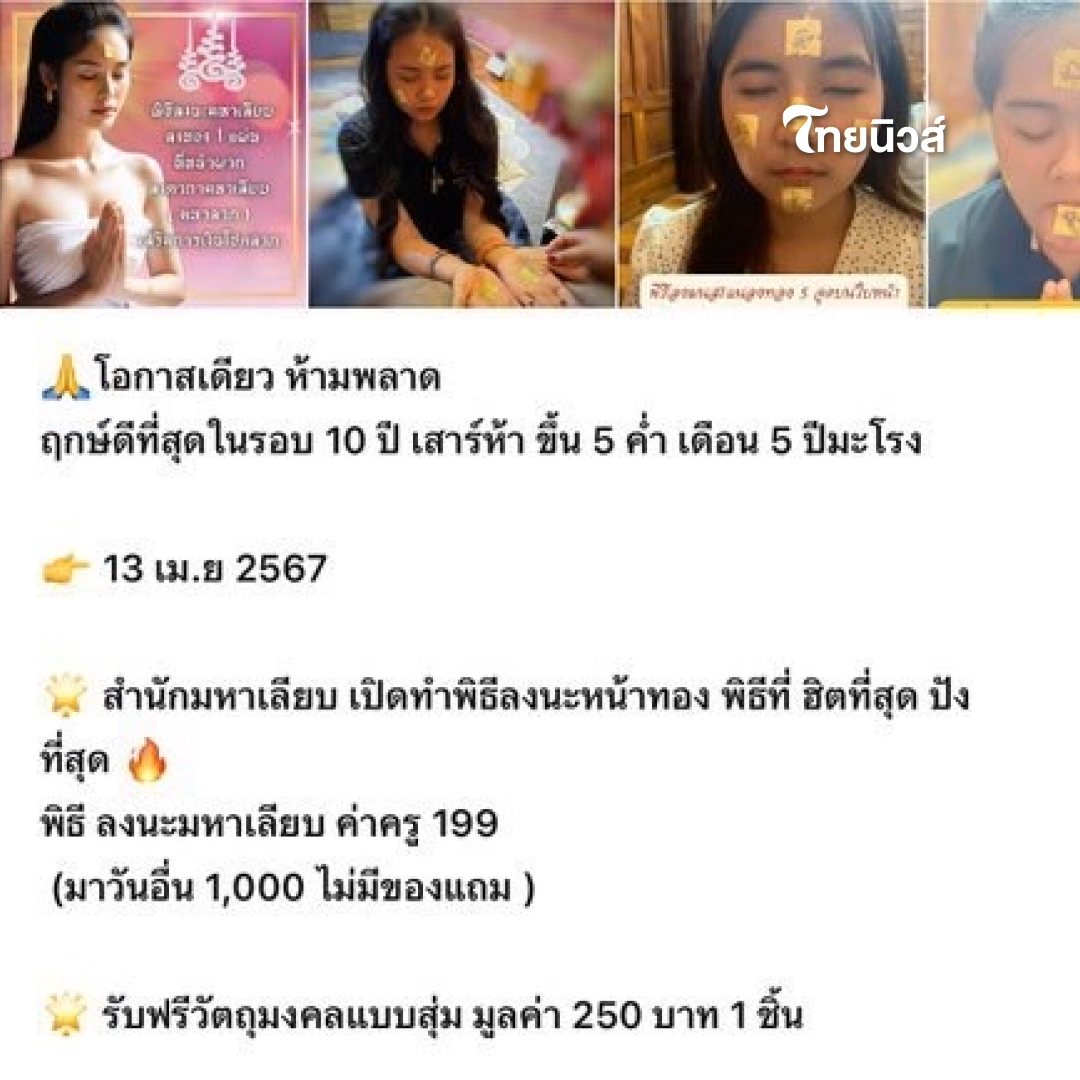 ไทยนิวส์
🙏โอกาสเดียว ห้ามพลาด
ฤกษ์ดีที่สุดในรอบ 10 ปี เสาร์ห้า ขึ้น 5 ค่ำ เดือน 5 ปีมะโรง
👉 13 เม.ย 2567
🌟 สำนักมหาเลียบ เปิดทำพิธีลงนะหน้าทอง พิธีที่ ฮิตที่สุด ปัง
ที่สุด 🔥
พิธี ลงนะมหาเลียบ ค่าครู 199
(มาวันอื่น 1,000 ไม่มีของแถม )
🌟 รับฟรีวัตถุมงคลแบบสุ่ม มูลค่า 250 บาท 1 ชิ้น